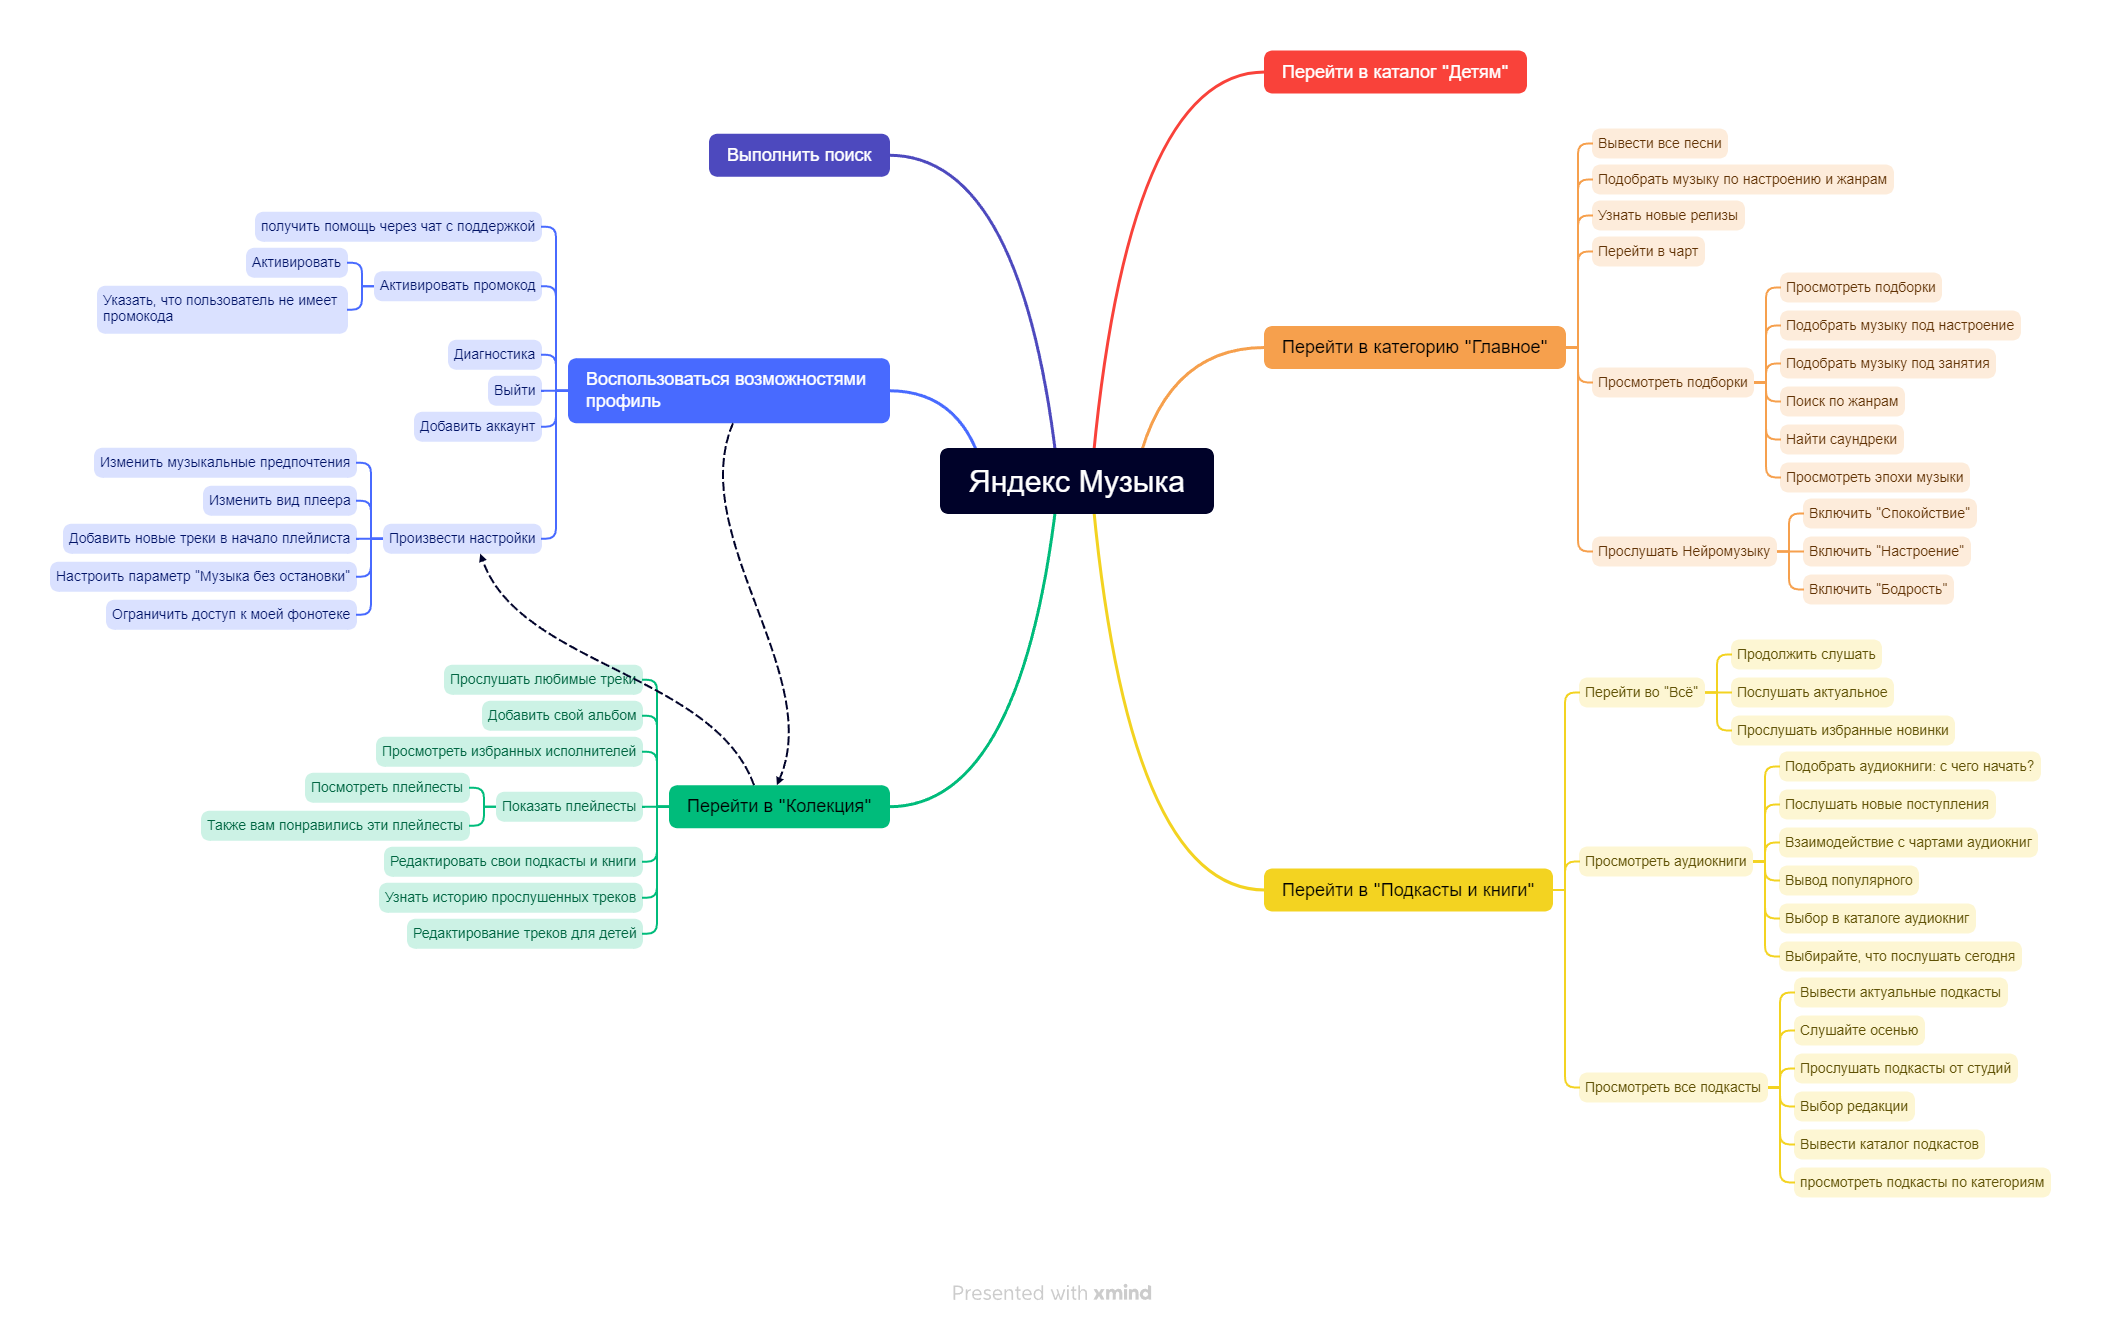 Яндекс Музыка
Перейти в каталог "Детям"
Перейти в категорию "Главное"
Вывести все песни
Подобрать музыку по настроению и жанрам
Узнать новые релизы
Перейти в чарт
Просмотреть подборки
Просмотреть подборки
Подобрать музыку под настроение
Подобрать музыку под занятия
Поиск по жанрам
Найти саундреки
Просмотреть эпохи музыки
Прослушать Нейромузыку
Включить "Спокойствие"
Включить "Настроение"
Включить "Бодрость"
Перейти в "Подкасты и книги"
Перейти во "Всё"
Продолжить слушать
Послушать актуальное
Прослушать избранные новинки
Просмотреть аудиокниги
Подобрать аудиокниги: с чего начать?
Послушать новые поступления
Взаимодействие с чартами аудиокниг
Вывод популярного
Выбор в каталоге аудиокниг
Выбирайте, что послушать сегодня
Просмотреть все подкасты
Вывести актуальные подкасты
Слушайте осенью
Прослушать подкасты от студий
Выбор редакции
Вывести каталог подкастов
просмотреть подкасты по категориям
Выполнить поиск
Воспользоваться возможностями
профиль
получить помощь через чат с поддержкой
Активировать промокод
Активировать
Указать, что пользователь не имеет
промокода
Диагностика
Выйти
Добавить аккаунт
Произвести настройки
Изменить музыкальные предпочтения
Изменить вид плеера
Добавить новые треки в начало плейлиста
Настроить параметр "Музыка без остановки"
Ограничить доступ к моей фонотеке
Перейти в "Колекция"
Прослушать любимые треки
Добавить свой альбом
Просмотреть избранных исполнителей
Показать плейлесты
Посмотреть плейлесты
Также вам понравились эти плейлесты
Редактировать свои подкасты и книги
Узнать историю прослушенных треков
Редактирование треков для детей
Presented with xmind